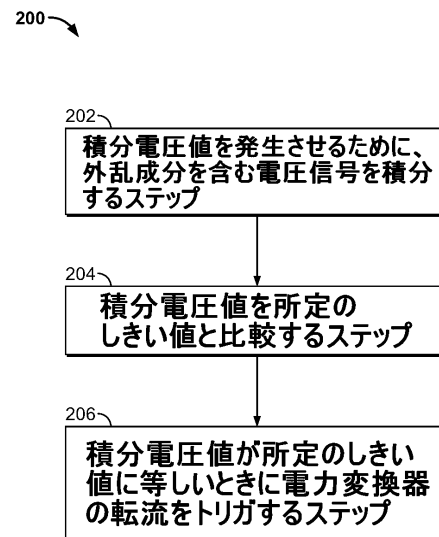 200
202
積分電圧値を発生させるために、
外乱成分を含む電圧信号を積分
するステップ
204
積分電圧値を所定の
しきい値と比較するステップ
206
積分電圧値が所定のしきい
値に等しいときに電力変換器
の転流をトリガするステップ